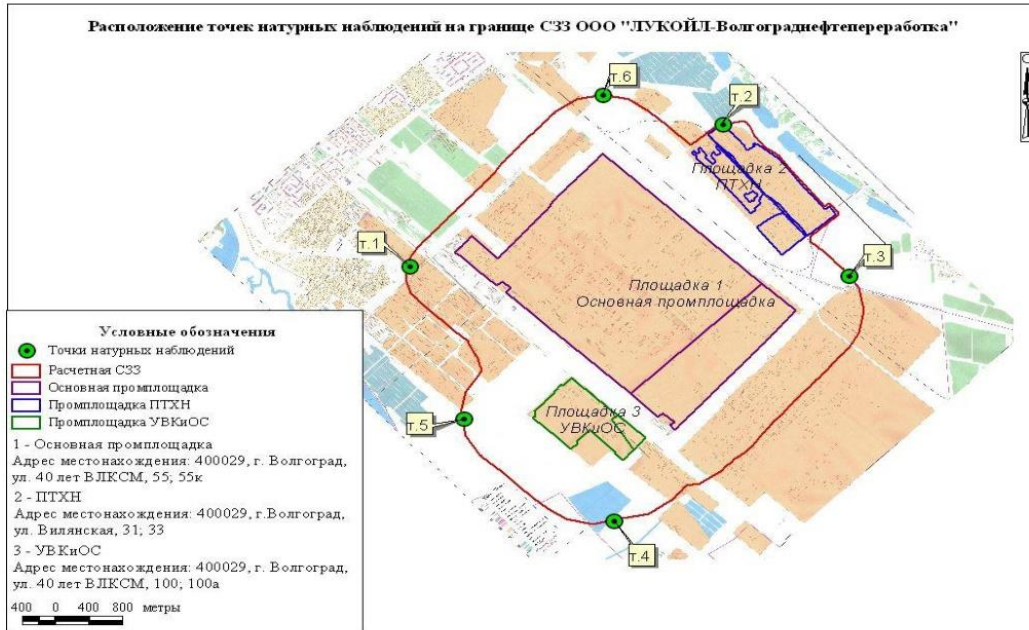 Расположение точек натурных наблюдений на границе СЗЗ ООО "ЛУКОЙЛ-Волгограднефтепереработка"
т.6
т.2
Площадка 2
ПТХН
т.1
т.3
Площадка 1
Основная промплощадка
Площадка 3
УВКиОС
т.5
т.4
Условные обозначения
Точки натурных наблюдений
Расчетная СЗЗ
Основная промплощадка
Промплощадка ПТХН
Промплощадка УВКиОС
1 - Основная промплощадка
Адрес местонахождения: 400029, г. Волгоград,
ул. 40 лет ВЛКСМ, 55; 55к
2 - ПТХН
Адрес местонахождения: 400029, г.Волгоград,
ул. Вилянская, 31; 33
3 - УВКиОС
Адрес местонахождения: 400029, г. Волгоград,
ул. 40 лет ВЛКСМ, 100; 100а
400 0 400 800 метры